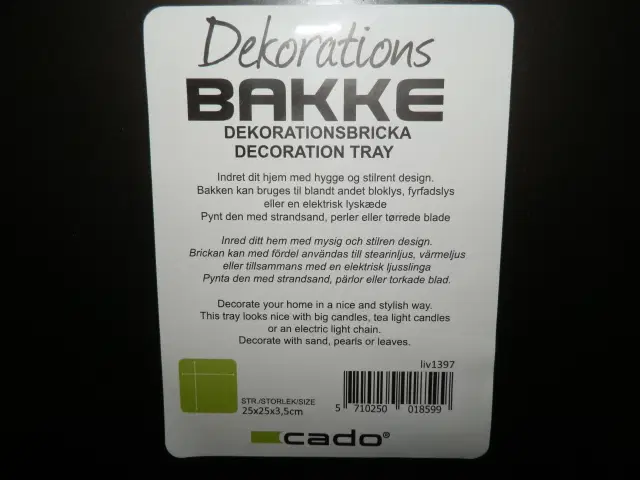 Dekorations
BAKKE
DEKORATIONSBRICKA
DECORATION TRAY
Indret dit hjem med hygge og stilrent design.
Bakken kan bruges til blandt andet bloklys, fyrfadslys
eller en elektrisk lyskæde
Pynt den med strandsand, perler eller tørrede blade
Inred ditt hem med mysig och stilren design.
Brickan kan med fördel användas till stearinljus, värmeljus
eller tillsammans med en elektrisk ljusslinga
Pynta den med strandsand, pärlor eller torkade blad.
Decorate your home in a nice and stylish way.
This tray looks nice with big candles, tea light candles
or an electric light chain.
Decorate with sand, pearls or leaves.
liv1397
STR./STORLEK/SIZE
25x25x3,5cm
5 710250 018599
cado®